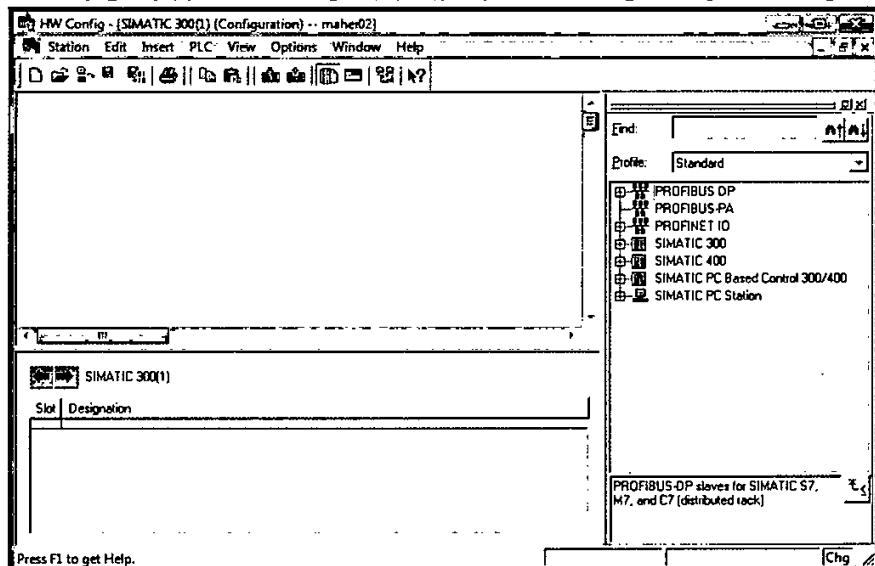 HW Config - [SIMATIC 300(1) (Configuration) -- maher02]
Station Edit Insert PLC View Options Window Help
Find:
Profile: Standard
PROFIBUS DP
PROFIBUS-PA
PROFINET IO
SIMATIC 300
SIMATIC 400
SIMATIC PC Based Control 300/400
SIMATIC PC Station
SIMATIC 300(1)
Slot Designation
PROFIBUS-DP slaves for SIMATIC S7,
M7, and C7 (distributed rack)
Press F1 to get Help.
Chg